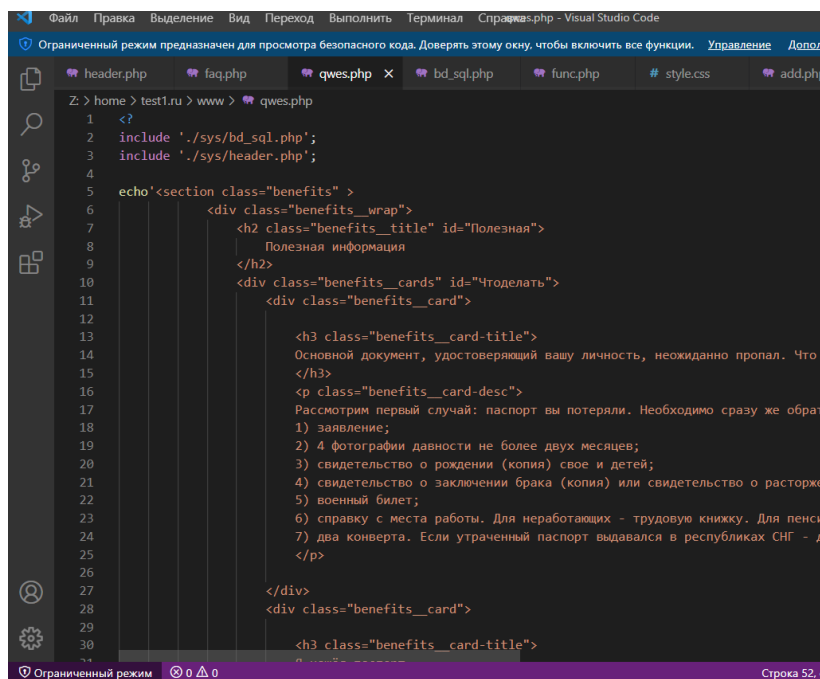 Файл Правка Выделение Вид Переход Выполнить Терминал qwes.php - Visual Studio Code
Ограниченный режим предназначен для просмотра безопасного кода. Доверять этому окну, чтобы включить все функции. Управление Допол
header.php faq.php qwes.php bd_sql.php func.php # style.css add.php
Z: > home > test1.ru > www > qwes.php
1 <?
2 include './sys/bd_sql.php';
3 include './sys/header.php';
4
5 echo'<section class="benefits" >
6 <div class="benefits__wrap">
7 <h2 class="benefits__title" id="Полезная">
8 Полезная информация
9 </h2>
10 <div class="benefits__cards" id="Чтоделать">
11 <div class="benefits__card">
12
13 <h3 class="benefits__card-title">
14 Основной документ, удостоверяющий вашу личность, неожиданно пропал. Что
15 </h3>
16 <p class="benefits__card-desc">
17 Рассмотрим первый случай: паспорт вы потеряли. Необходимо сразу же обрат
18 1) заявление;
19 2) 4 фотографии давности не более двух месяцев;
20 3) свидетельство о рождении (копия) свое и детей;
21 4) свидетельство о заключении брака (копия) или свидетельство о расторже
22 5) военный билет;
23 6) справку с места работы. Для неработающих - трудовую книжку. Для пенси
24 7) два конверта. Если утраченный паспорт выдавался в республиках СНГ - д
25 </p>
26
27 </div>
28 <div class="benefits__card">
29
30 <h3 class="benefits__card-title">
Ограниченный режим 0 0 Строка 52,